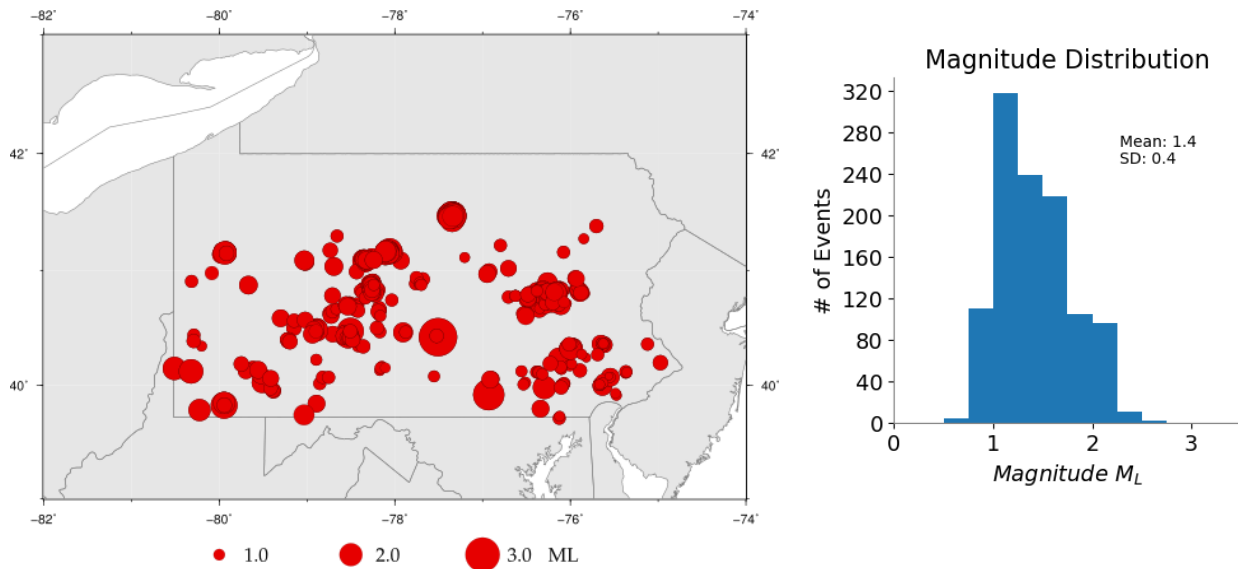 −82 −80 −78 −76 −74
42˚ 42˚
40˚ 40˚
−82 −80 −78 −76 −74
1.0 2.0 3.0 ML
Magnitude Distribution
320
280
240
200
160
120
80
40
0
# of Events
Mean: 1.4
SD: 0.4
0 1 2 3
Magnitude M_L